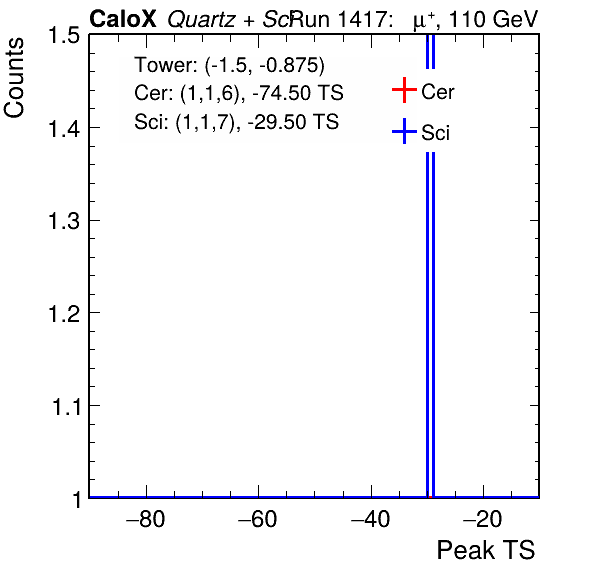 CaloX Quartz + Sci Run 1417: μ⁺, 110 GeV
Counts
Tower: (-1.5, -0.875)
Cer: (1,1,6), -74.50 TS
Sci: (1,1,7), -29.50 TS
Cer
Sci
1.5
1.4
1.3
1.2
1.1
1
−80 −60 −40 −20
Peak TS